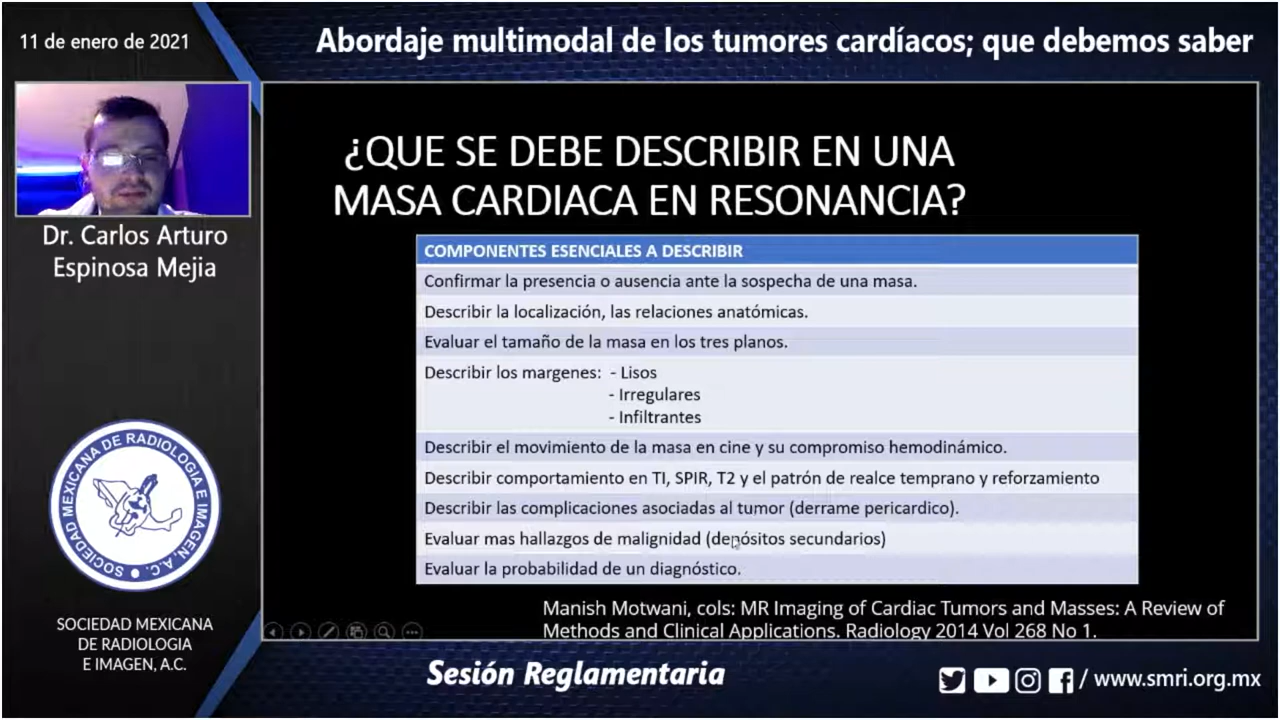 11 de enero de 2021
Abordaje multimodal de los tumores cardíacos; que debemos saber
Dr. Carlos Arturo
Espinosa Mejia
¿QUE SE DEBE DESCRIBIR EN UNA
MASA CARDIACA EN RESONANCIA?
COMPONENTES ESENCIALES A DESCRIBIR
Confirmar la presencia o ausencia ante la sospecha de una masa.
Describir la localización, las relaciones anatómicas.
Evaluar el tamaño de la masa en los tres planos.
Describir los margenes: - Lisos
- Irregulares
- Infiltrantes
Describir el movimiento de la masa en cine y su compromiso hemodinámico.
Describir comportamiento en TI, SPIR, T2 y el patrón de realce temprano y reforzamiento
Describir las complicaciones asociadas al tumor (derrame pericardico).
Evaluar mas hallazgos de malignidad (depósitos secundarios)
Evaluar la probabilidad de un diagnóstico.
Manish Motwani, cols: MR Imaging of Cardiac Tumors and Masses: A Review of
Methods and Clinical Applications. Radiology 2014 Vol 268 No 1.
SOCIEDAD MEXICANA DE RADIOLOGIA E IMAGEN, A.C.
SOCIEDAD MEXICANA
DE RADIOLOGIA
E IMAGEN, A.C.
Sesión Reglamentaria
/ www.smri.org.mx